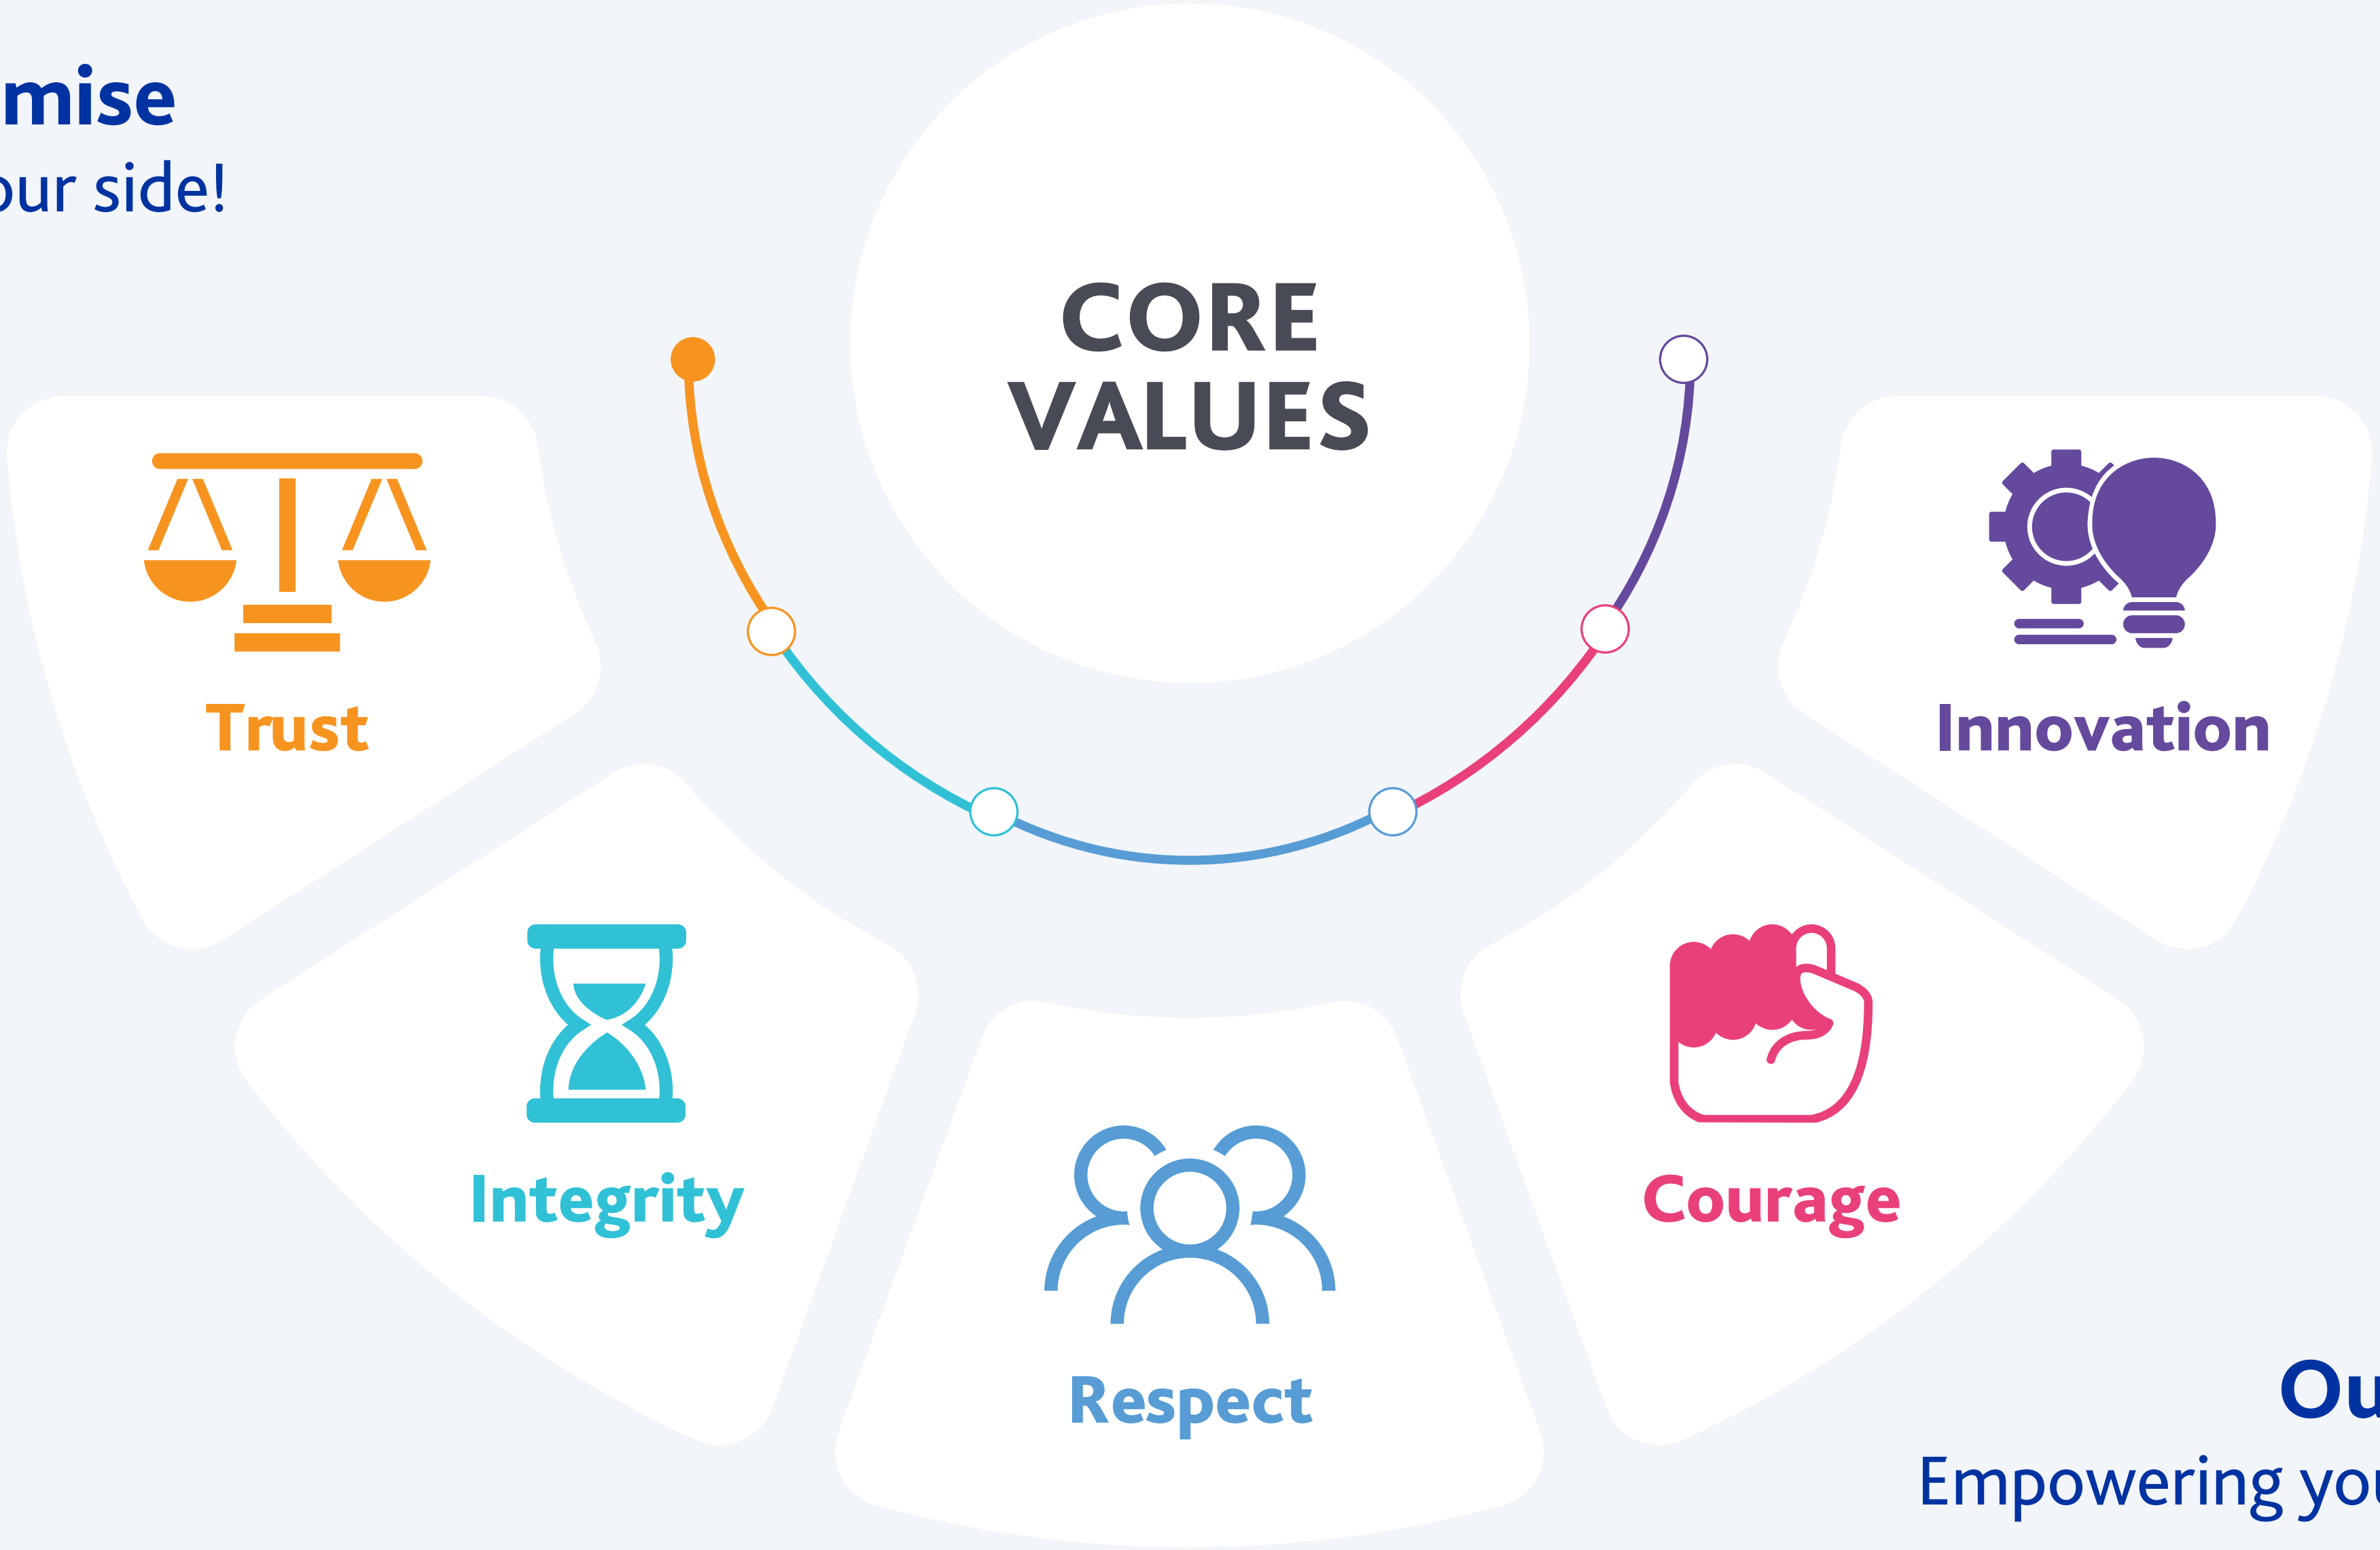 mise
our side!
CORE
VALUES
Trust
Innovation
Integrity
Courage
Respect
Ou
Empowering you